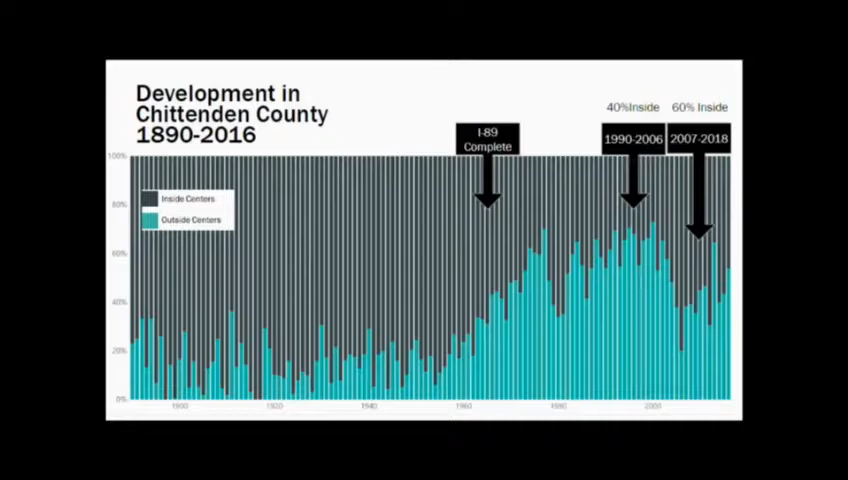 Development in
Chittenden County
1890-2016
40%Inside
60% Inside
I-89
Complete
1990-2006
2007-2018
100%
80%
60%
40%
20%
0%
Inside Centers
Outside Centers
1900
1920
1940
1960
1980
2000